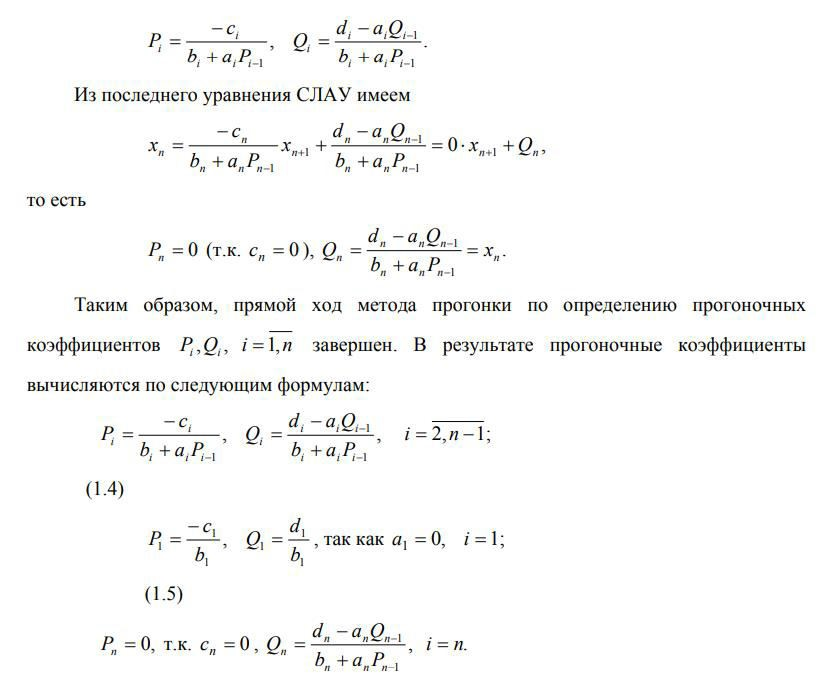 P_i = \frac{-c_i}{b_i + a_i P_{i-1}}, Q_i = \frac{d_i - a_i Q_{i-1}}{b_i + a_i P_{i-1}}.
Из последнего уравнения СЛАУ имеем
x_n = \frac{-c_n}{b_n + a_n P_{n-1}} x_{n+1} + \frac{d_n - a_n Q_{n-1}}{b_n + a_n P_{n-1}} = 0 \cdot x_{n+1} + Q_n,
то есть
P_n = 0 (т.к. c_n = 0), Q_n = \frac{d_n - a_n Q_{n-1}}{b_n + a_n P_{n-1}} = x_n.
Таким образом, прямой ход метода прогонки по определению прогоночных
коэффициентов P_i, Q_i, i = \overline{1, n} завершен. В результате прогоночные коэффициенты
вычисляются по следующим формулам:
P_i = \frac{-c_i}{b_i + a_i P_{i-1}}, Q_i = \frac{d_i - a_i Q_{i-1}}{b_i + a_i P_{i-1}}, i = \overline{2, n-1};
(1.4)
P_1 = \frac{-c_1}{b_1}, Q_1 = \frac{d_1}{b_1}, так как a_1 = 0, i = 1;
(1.5)
P_n = 0, т.к. c_n = 0, Q_n = \frac{d_n - a_n Q_{n-1}}{b_n + a_n P_{n-1}}, i = n.